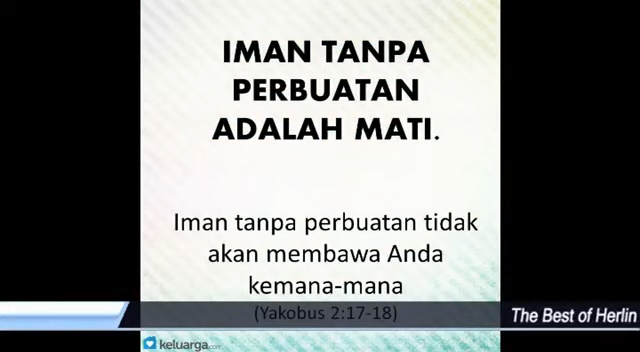 IMAN TANPA
PERBUATAN
ADALAH MATI.
Iman tanpa perbuatan tidak
akan membawa Anda
kemana-mana
(Yakobus 2:17-18)
The Best of Herlin
keluarga.com